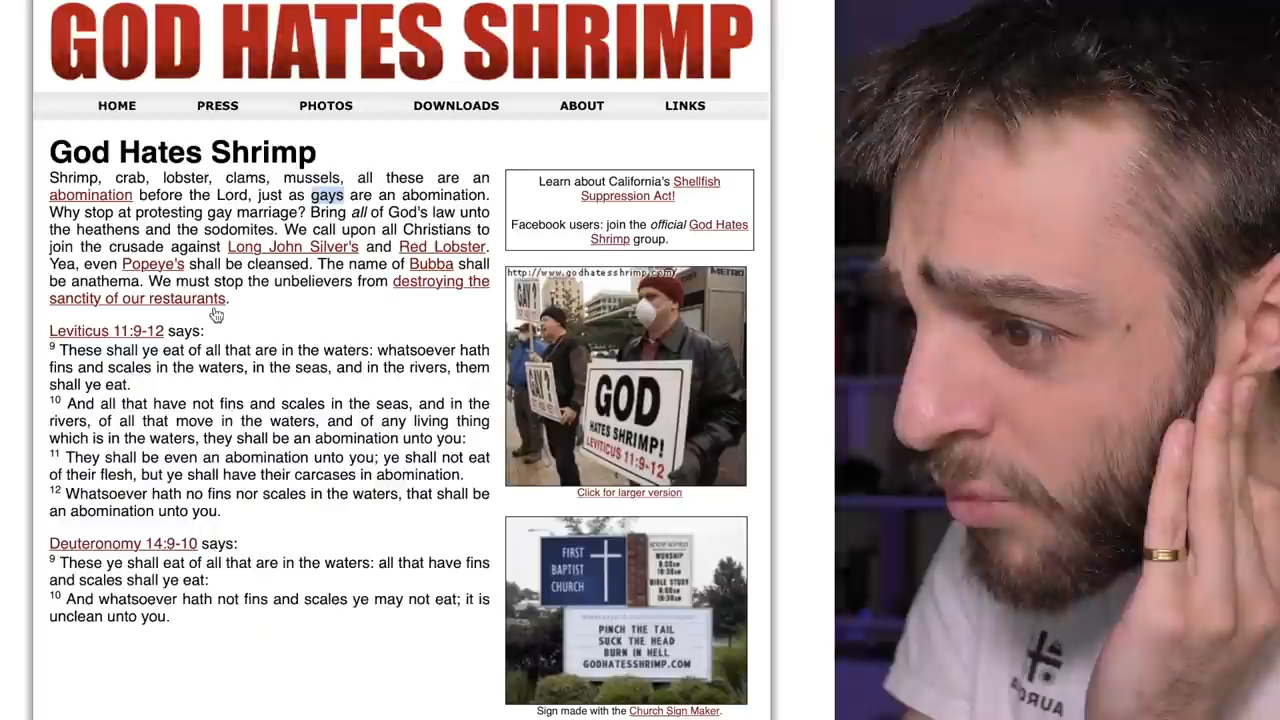 GOD HATES SHRIMP
HOME PRESS PHOTOS DOWNLOADS ABOUT LINKS
God Hates Shrimp
Shrimp, crab, lobster, clams, mussels, all these are an
abomination before the Lord, just as gays are an abomination.
Why stop at protesting gay marriage? Bring all of God's law unto
the heathens and the sodomites. We call upon all Christians to
join the crusade against Long John Silver's and Red Lobster.
Yea, even Popeye's shall be cleansed. The name of Bubba shall
be anathema. We must stop the unbelievers from destroying the
sanctity of our restaurants.
Leviticus 11:9-12 says:
9 These shall ye eat of all that are in the waters: whatsoever hath
fins and scales in the waters, in the seas, and in the rivers, them
shall ye eat.
10 And all that have not fins and scales in the seas, and in the
rivers, of all that move in the waters, and of any living thing
which is in the waters, they shall be an abomination unto you:
11 They shall be even an abomination unto you; ye shall not eat
of their flesh, but ye shall have their carcases in abomination.
12 Whatsoever hath no fins nor scales in the waters, that shall be
an abomination unto you.
Deuteronomy 14:9-10 says:
9 These ye shall eat of all that are in the waters: all that have fins
and scales shall ye eat:
10 And whatsoever hath not fins and scales ye may not eat; it is
unclean unto you.
Learn about California's Shellfish
Suppression Act!
Facebook users: join the official God Hates
Shrimp group.
http://www.godhatesshrimp.com/
METRO
GAY?
GAY?
GOD
HATES SHRIMP!
LEVITICUS 11:9-12
Click for larger version
FIRST
BAPTIST
CHURCH
WORSHIP
BIBLE STUDY
PINCH THE TAIL
SUCK THE HEAD
BURN IN HELL
GODHATESSHRIMP.COM
Sign made with the Church Sign Maker.
AUROR